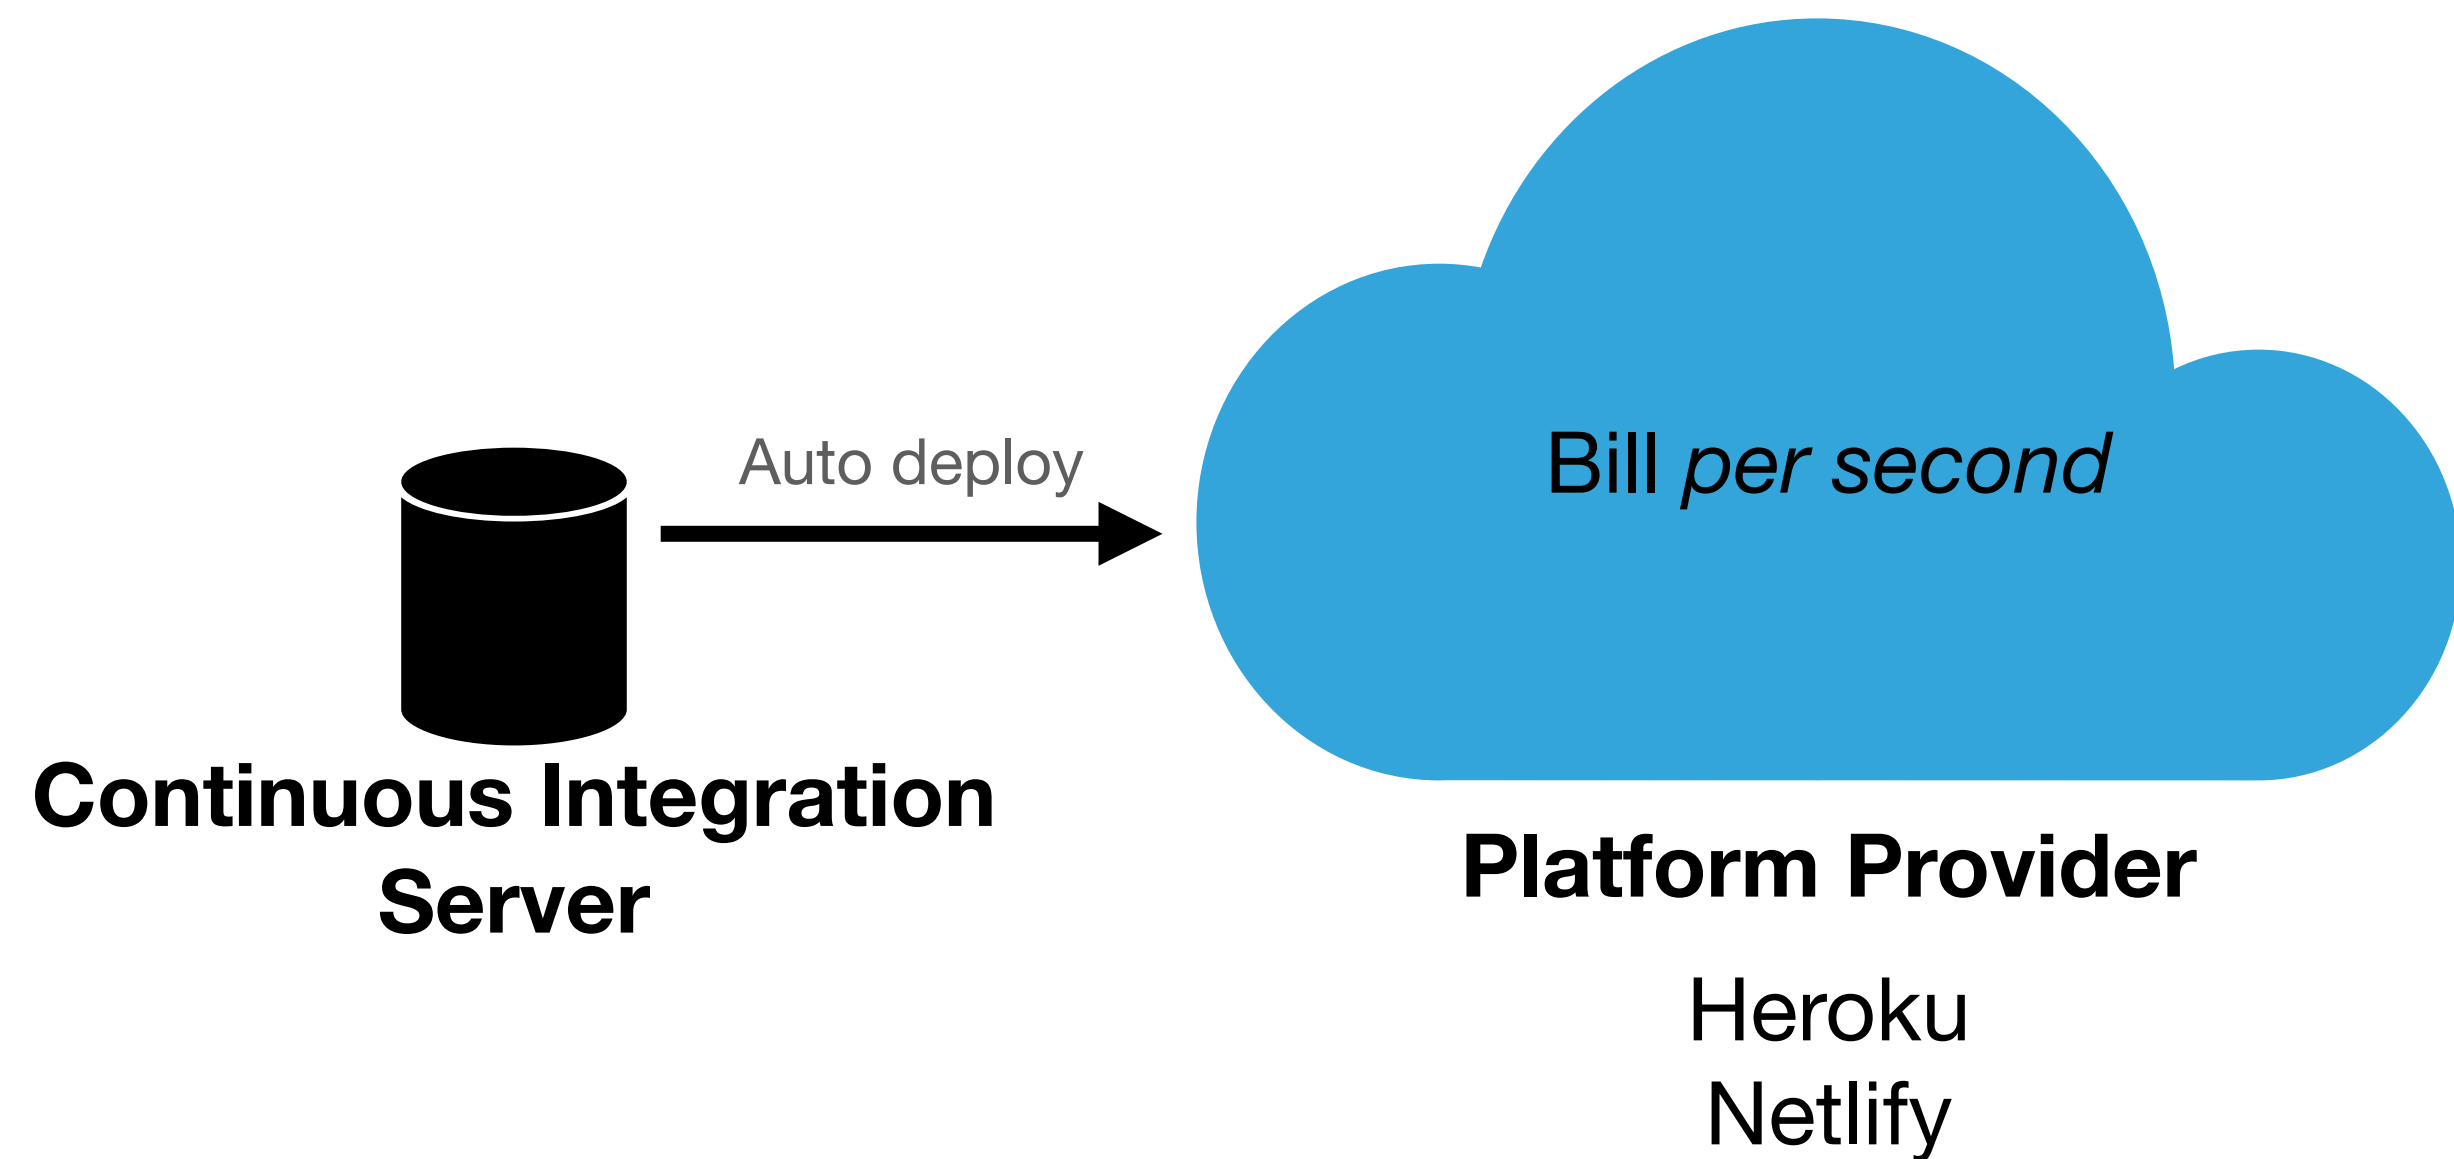 Auto deploy
Bill per second
Continuous Integration
Server
Platform Provider
Heroku
Netlify